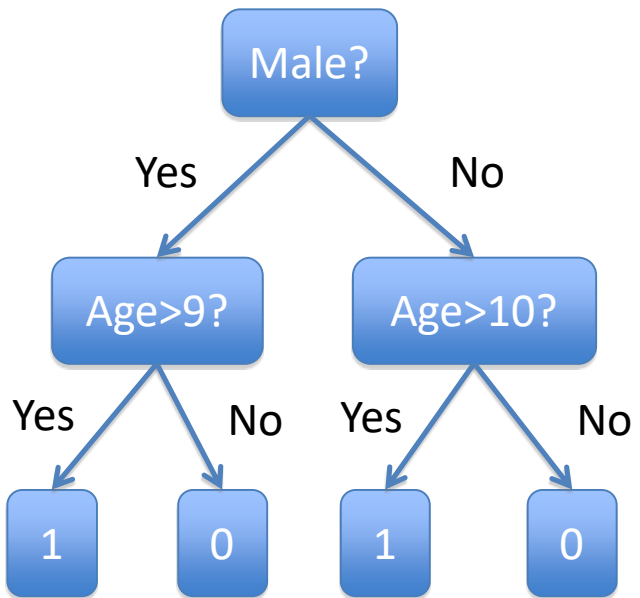 Male?
Yes
No
Age>9?
Age>10?
Yes
No
Yes
No
1
0
1
0